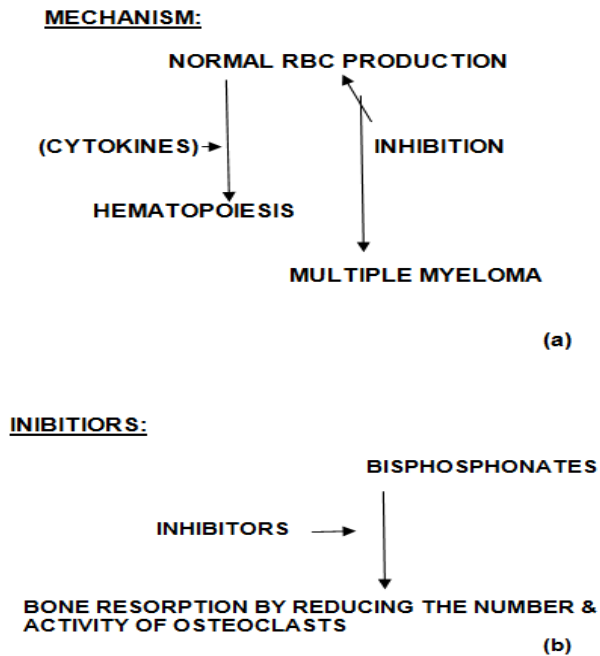 MECHANISM:
NORMAL RBC PRODUCTION
(CYTOKINES)
INHIBITION
HEMATOPOIESIS
MULTIPLE MYELOMA
(a)
INIBITIORS:
BISPHOSPHONATES
INHIBITORS
BONE RESORPTION BY REDUCING THE NUMBER &
ACTIVITY OF OSTEOCLASTS
(b)